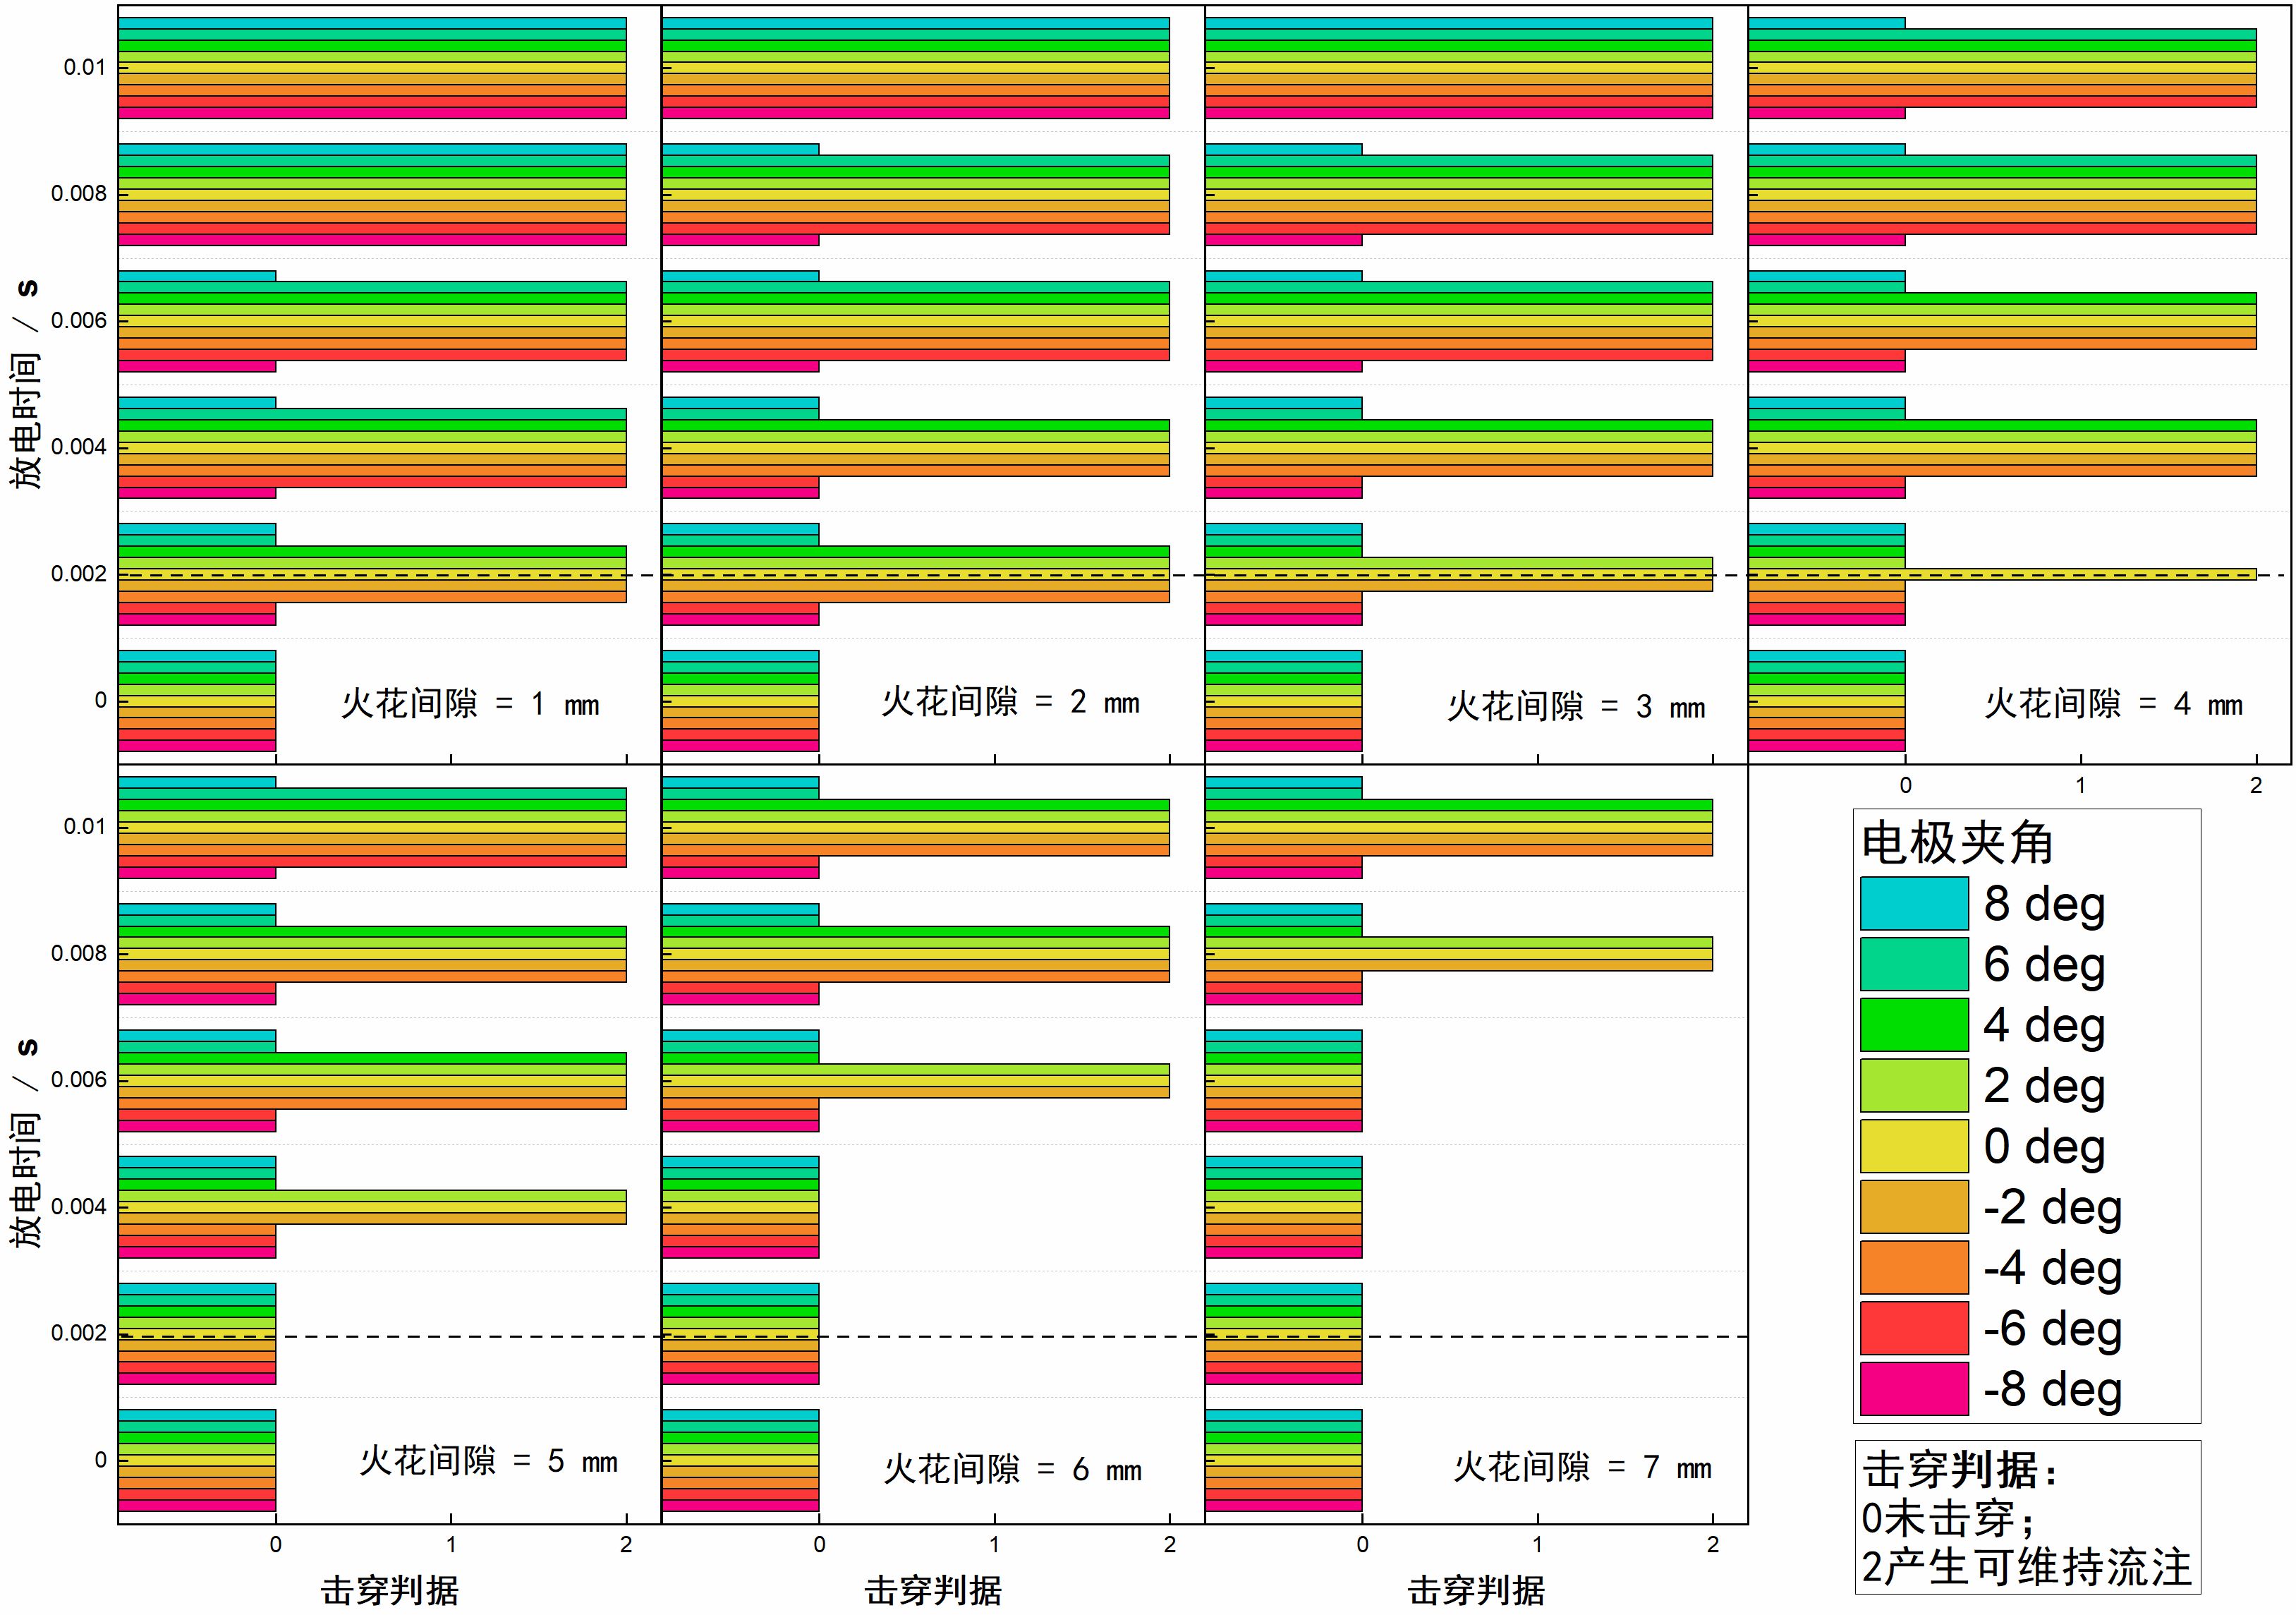 放电时间 / s
0.01
0.008
0.006
0.004
0.002
0
火花间隙 = 1 mm
火花间隙 = 2 mm
火花间隙 = 3 mm
火花间隙 = 4 mm
0 1 2
放电时间 / s
0.01
0.008
0.006
0.004
0.002
0
火花间隙 = 5 mm
火花间隙 = 6 mm
火花间隙 = 7 mm
0 1 2
0 1 2
0 1 2
击穿判据
击穿判据
击穿判据
电极夹角
8 deg
6 deg
4 deg
2 deg
0 deg
-2 deg
-4 deg
-6 deg
-8 deg
击穿判据:
0未击穿;
2产生可维持流注